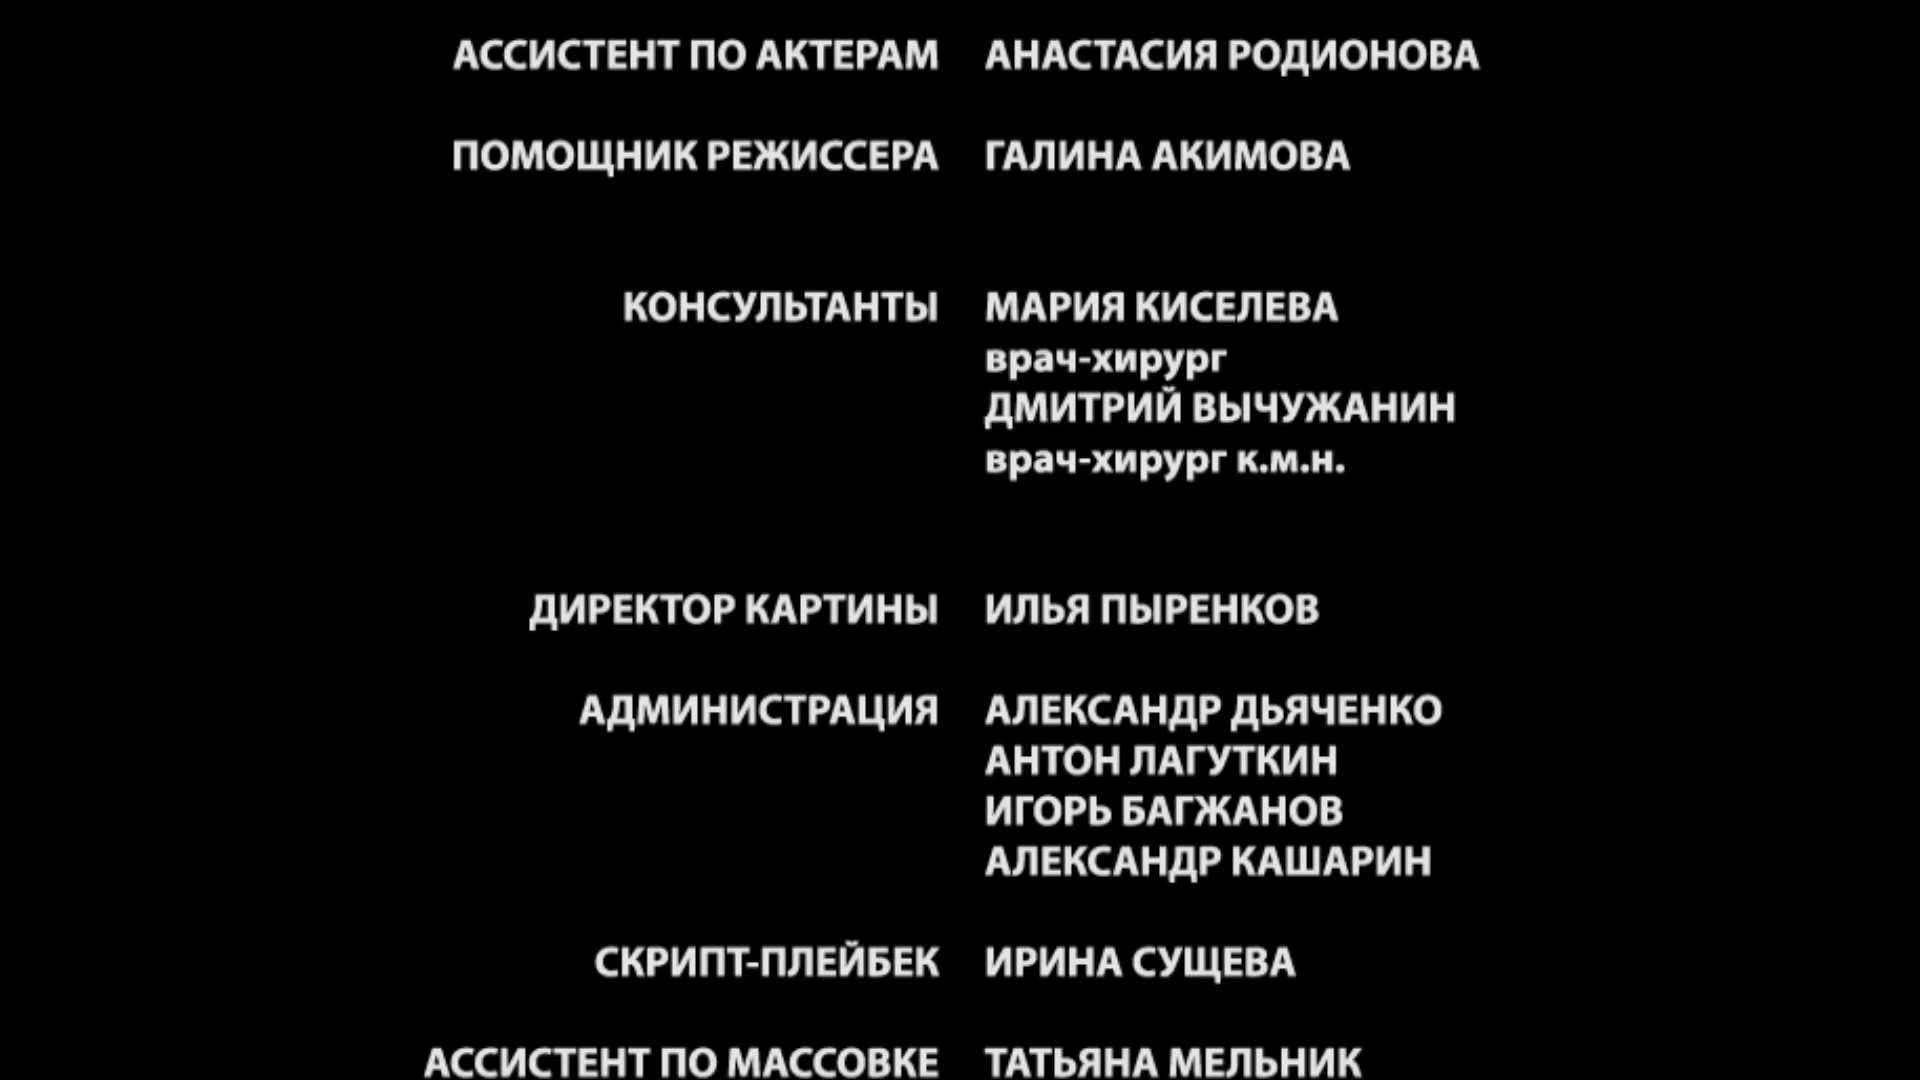 АССИСТЕНТ ПО АКТЕРАМ АНАСТАСИЯ РОДИОНОВА
ПОМОЩНИК РЕЖИССЕРА ГАЛИНА АКИМОВА
КОНСУЛЬТАНТЫ МАРИЯ КИСЕЛЕВА
врач-хирург
ДМИТРИЙ ВЫЧУЖАНИН
врач-хирург к.м.н.
ДИРЕКТОР КАРТИНЫ ИЛЬЯ ПЫРЕНКОВ
АДМИНИСТРАЦИЯ АЛЕКСАНДР ДЬЯЧЕНКО
АНТОН ЛАГУТКИН
ИГОРЬ БАГЖАНОВ
АЛЕКСАНДР КАШАРИН
СКРИПТ-ПЛЕЙБЕК ИРИНА СУЩЕВА
АССИСТЕНТ ПО МАССОВКЕ ТАТЬЯНА МЕЛЬНИК